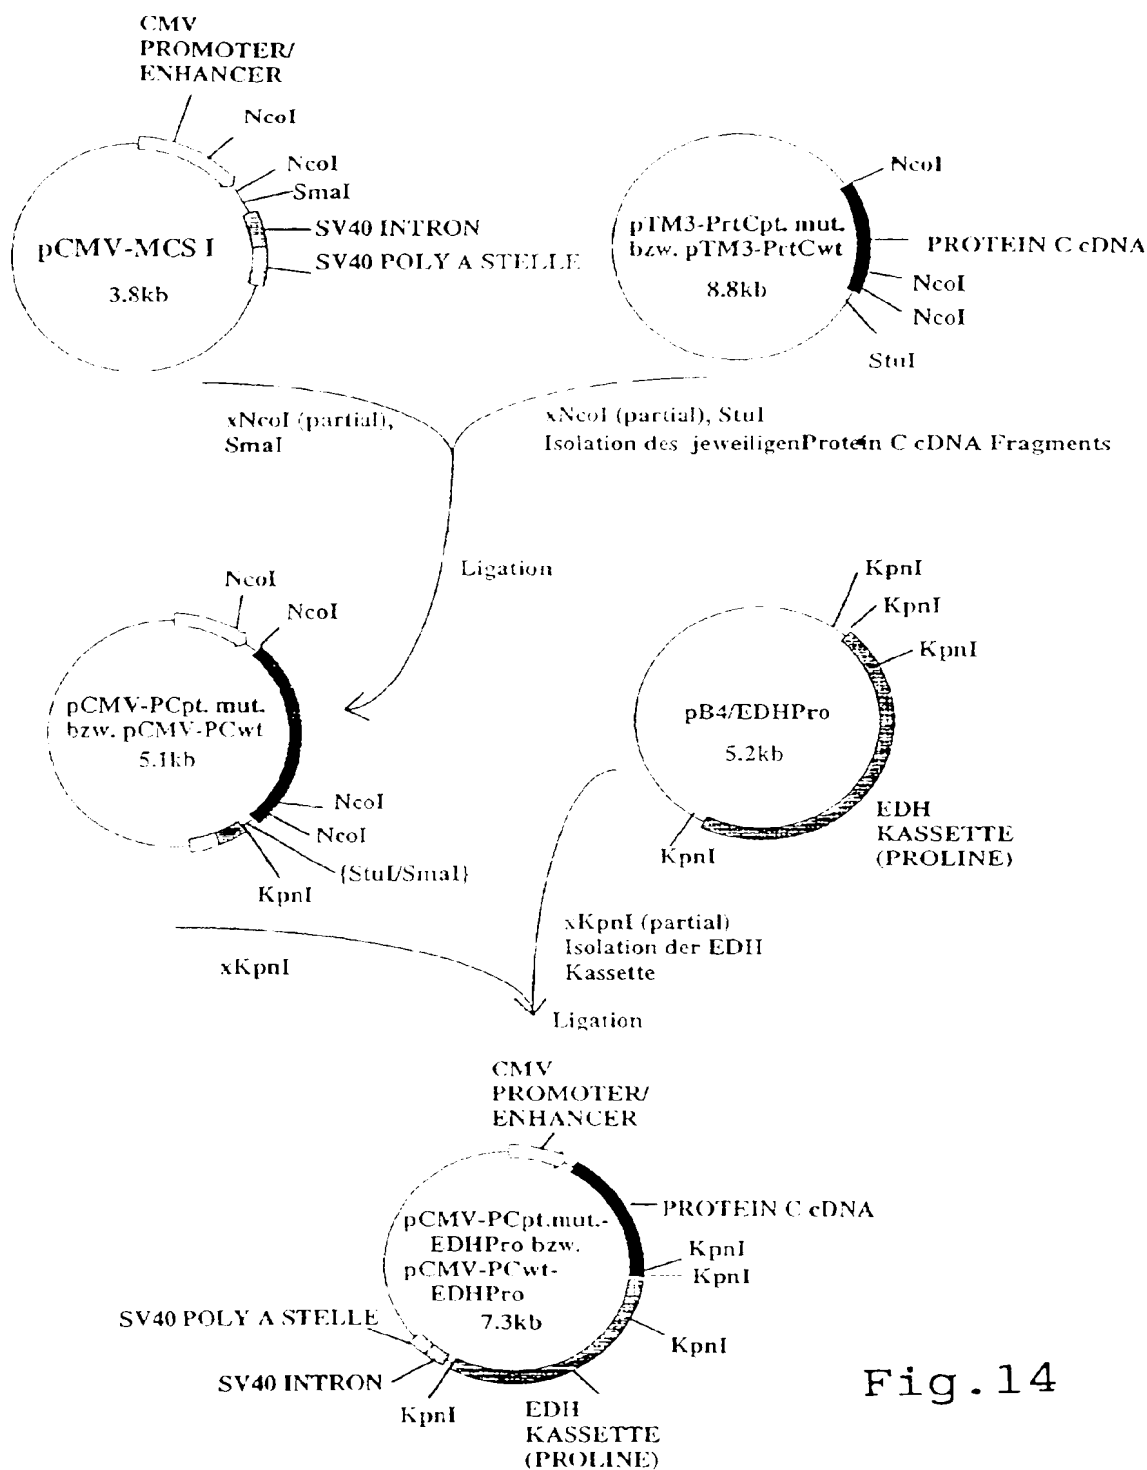 CMV
PROMOTER/
ENHANCER
NcoI
NcoI
SmaI
SV40 INTRON
SV40 POLY A STELLE
pCMV-MCS I
3.8kb
NcoI
pTM3-PrtCpt. mut.
bzw. pTM3-PrtCwt
8.8kb
PROTEIN C cDNA
NcoI
NcoI
StuI
xNcoI (partial),
SmaI
xNcoI (partial), StuI
Isolation des jeweiligenProtein C cDNA Fragments
Ligation
NcoI
NcoI
pCMV-PCpt. mut.
bzw. pCMV-PCwt
5.1kb
NcoI
NcoI
{StuI/SmaI}
KpnI
KpnI
KpnI
KpnI
pB4/EDHPro
5.2kb
EDH
KASSETTE
(PROLINE)
KpnI
xKpnI
xKpnI (partial)
Isolation der EDH
Kassette
Ligation
CMV
PROMOTER/
ENHANCER
PROTEIN C cDNA
pCMV-PCpt.mut.-
EDHPro bzw.
pCMV-PCwt-
EDHPro
7.3kb
KpnI
KpnI
KpnI
SV40 POLY A STELLE
SV40 INTRON
KpnI
EDH
KASSETTE
(PROLINE)
Fig.14